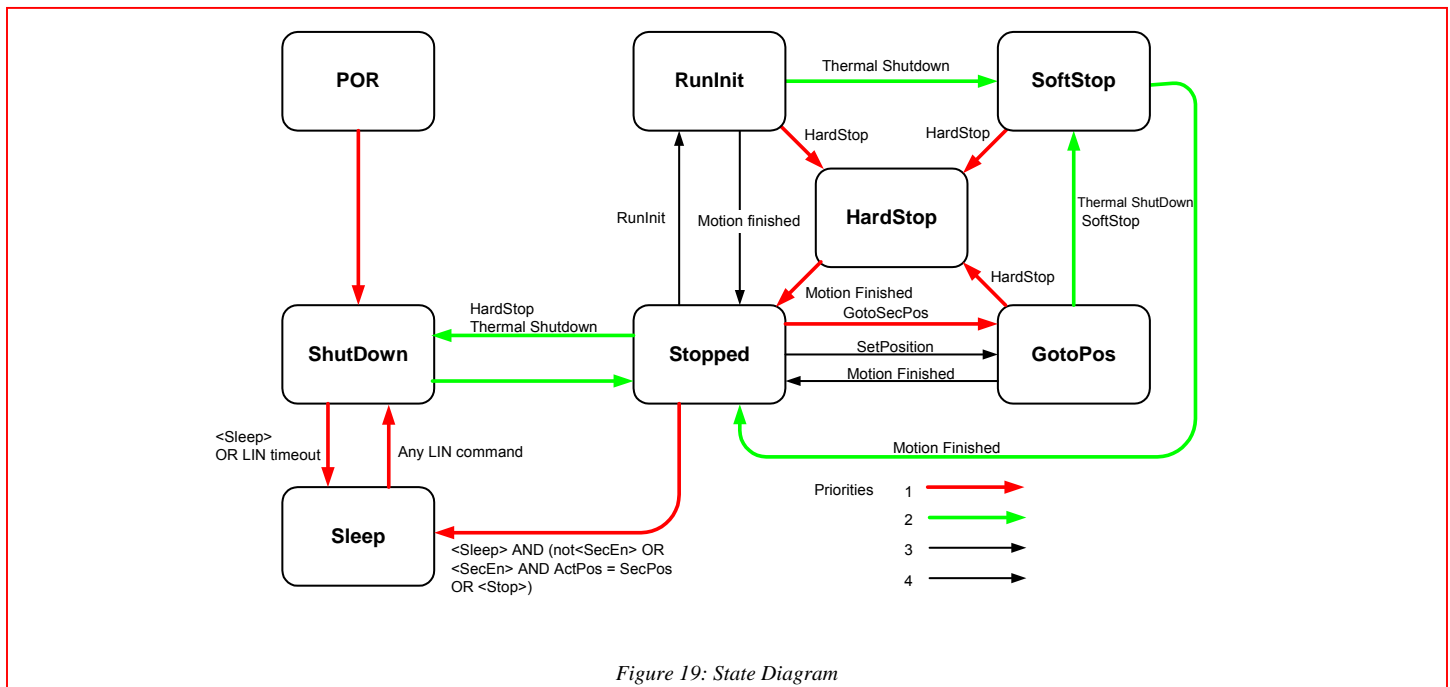 POR
RunInit
Thermal Shutdown
SoftStop
HardStop
HardStop
HardStop
RunInit
Motion finished
Thermal ShutDown
SoftStop
HardStop
Motion Finished
HardStop
Thermal Shutdown
GotoSecPos
ShutDown
Stopped
SetPosition
GotoPos
Motion Finished
<Sleep>
OR LIN timeout
Any LIN command
Motion Finished
Priorities
1
2
3
4
Sleep
<Sleep> AND (not<SecEn> OR
<SecEn> AND ActPos = SecPos
OR <Stop>)
Figure 19: State Diagram